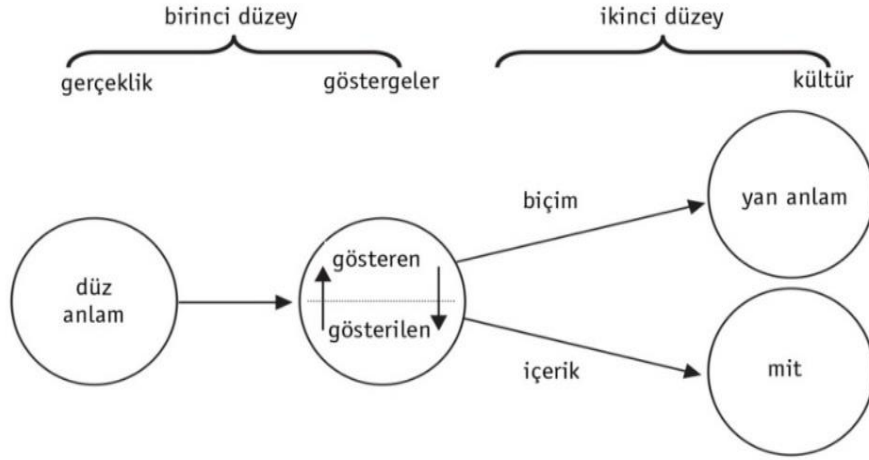 birinci düzey
ikinci düzey
gerçeklik
göstergeler
kültür
biçim
yan anlam
gösteren
düz
anlam
gösterilen
içerik
mit